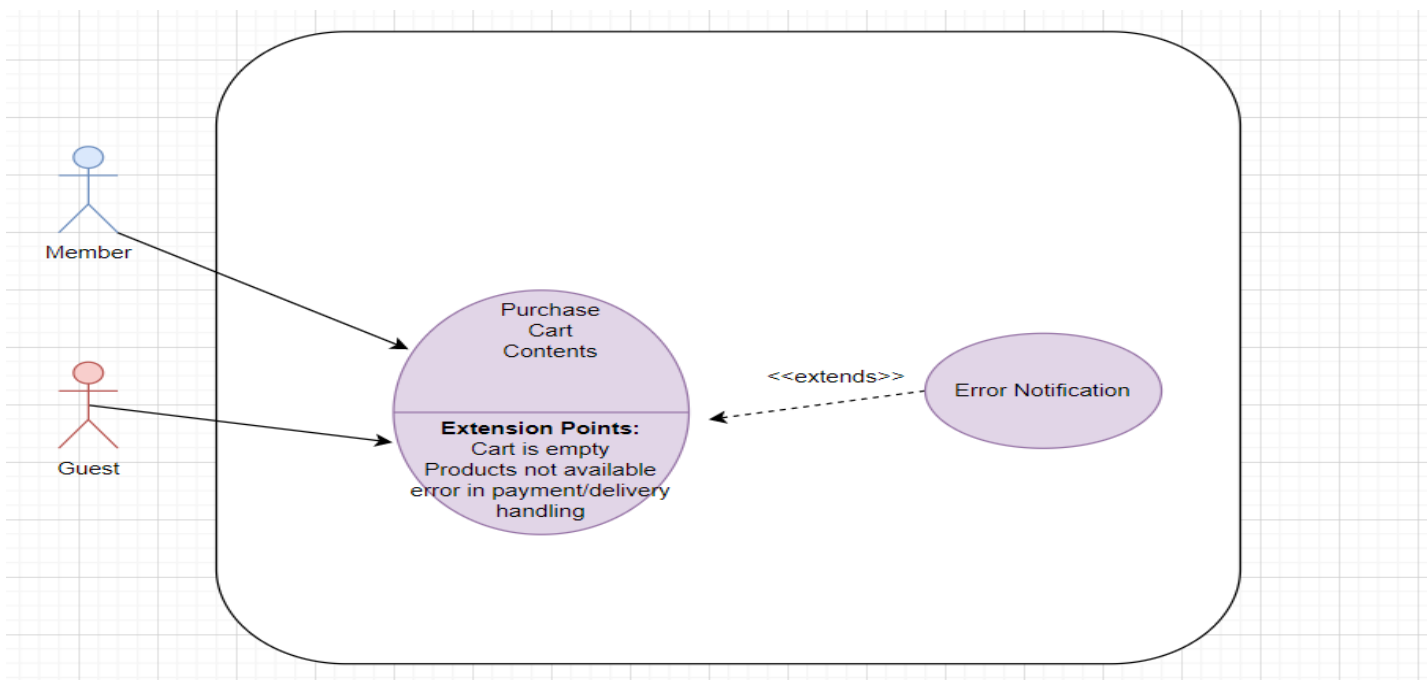 Member
Guest
Purchase
Cart
Contents
Extension Points:
Cart is empty
Products not available
error in payment/delivery
handling
<<extends>>
Error Notification